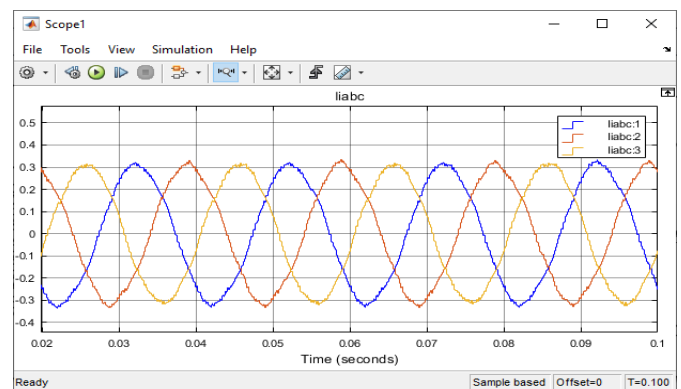 Scope1
File Tools View Simulation Help
Iiabc
0.5
0.4
0.3
0.2
0.1
0
-0.1
-0.2
-0.3
-0.4
Iiabc:1
Iiabc:2
Iiabc:3
0.02 0.03 0.04 0.05 0.06 0.07 0.08 0.09 0.1
Time (seconds)
Ready Sample based Offset=0 T=0.100